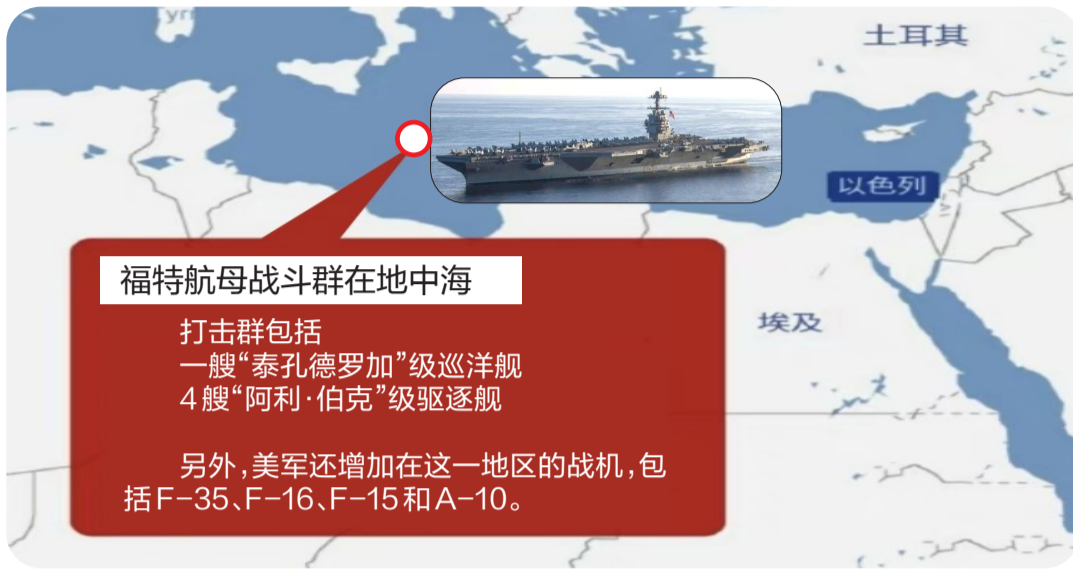 土耳其
以色列
福特航母战斗群在地中海
打击群包括
一艘“泰孔德罗加”级巡洋舰
4艘“阿利·伯克”级驱逐舰
埃及
另外,美军还增加在这一地区的战机,包
括F-35、F-16、F-15和A-10。